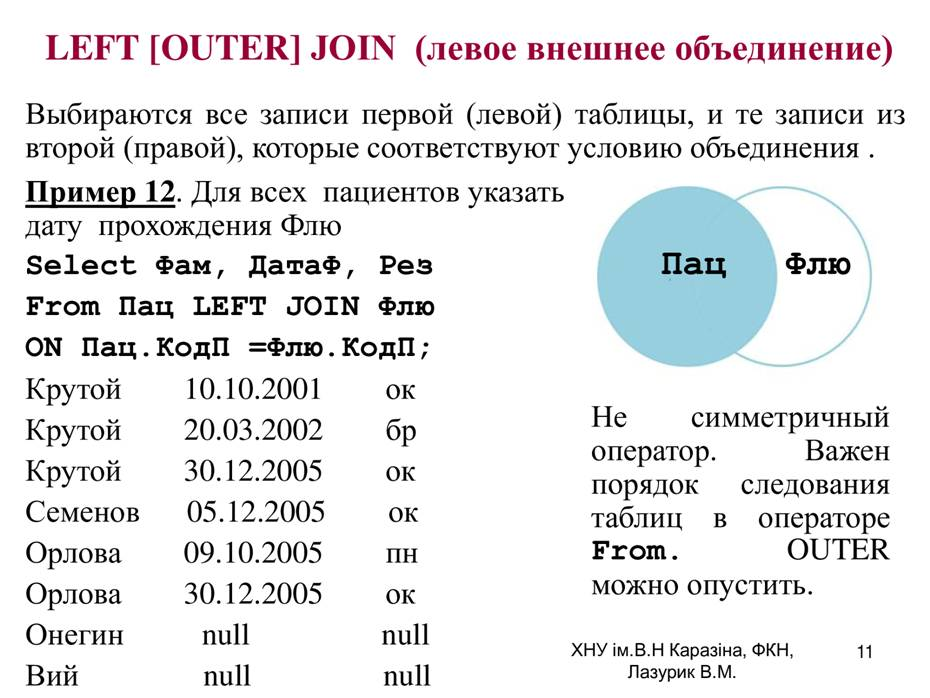 LEFT [OUTER] JOIN (левое внешнее объединение)
Выбираются все записи первой (левой) таблицы, и те записи из
второй (правой), которые соответствуют условию объединения .
Пример 12. Для всех пациентов указать
дату прохождения Флю
Select Фам, ДатаФ, Рез
From Пац LEFT JOIN Флю
ON Пац.КодП =Флю.КодП;
Крутой 10.10.2001 ок
Крутой 20.03.2002 бр
Крутой 30.12.2005 ок
Семенов 05.12.2005 ок
Орлова 09.10.2005 пн
Орлова 30.12.2005 ок
Онегин null null
Вий null null
Пац Флю
Не симметричный
оператор. Важен
порядок следования
таблиц в операторе
From. OUTER
можно опустить.
ХНУ ім.В.Н Каразіна, ФКН,
Лазурик В.М.
11